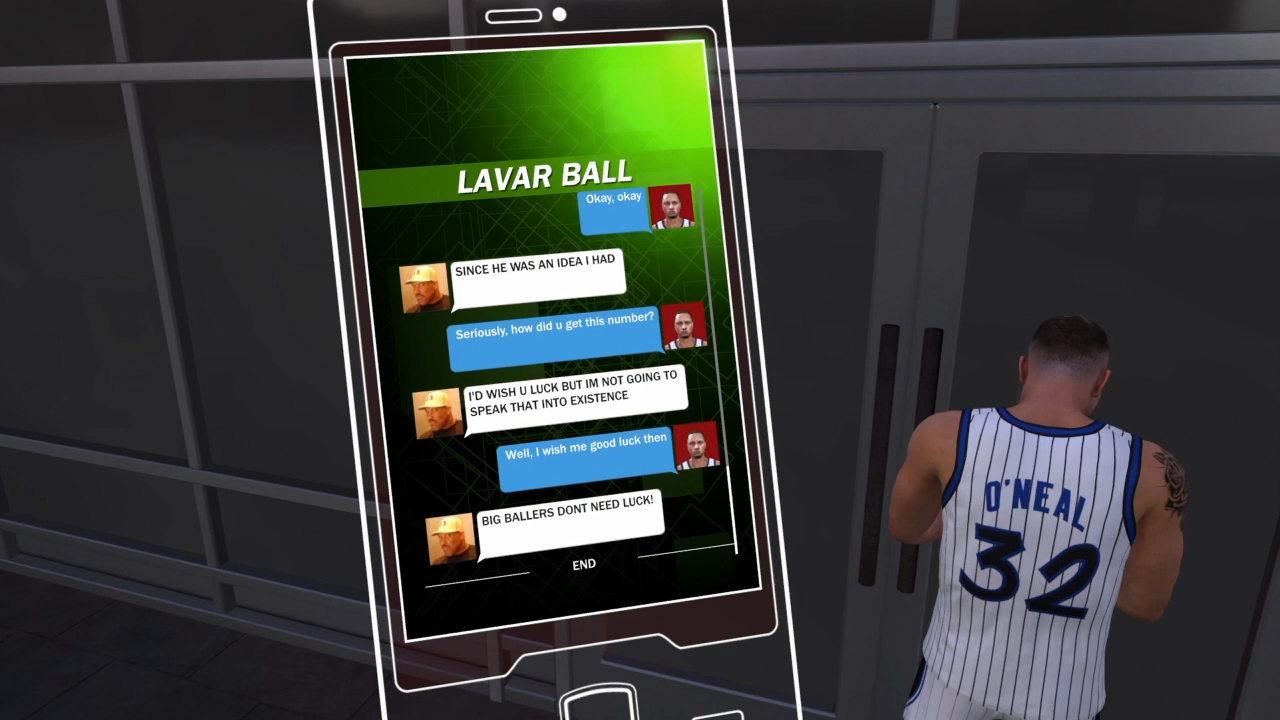 LAVAR BALL
Okay, okay
SINCE HE WAS AN IDEA I HAD
Seriously, how did u get this number?
I'D WISH U LUCK BUT IM NOT GOING TO
SPEAK THAT INTO EXISTENCE
Well, I wish me good luck then
BIG BALLERS DONT NEED LUCK!
END
O'NEAL
32